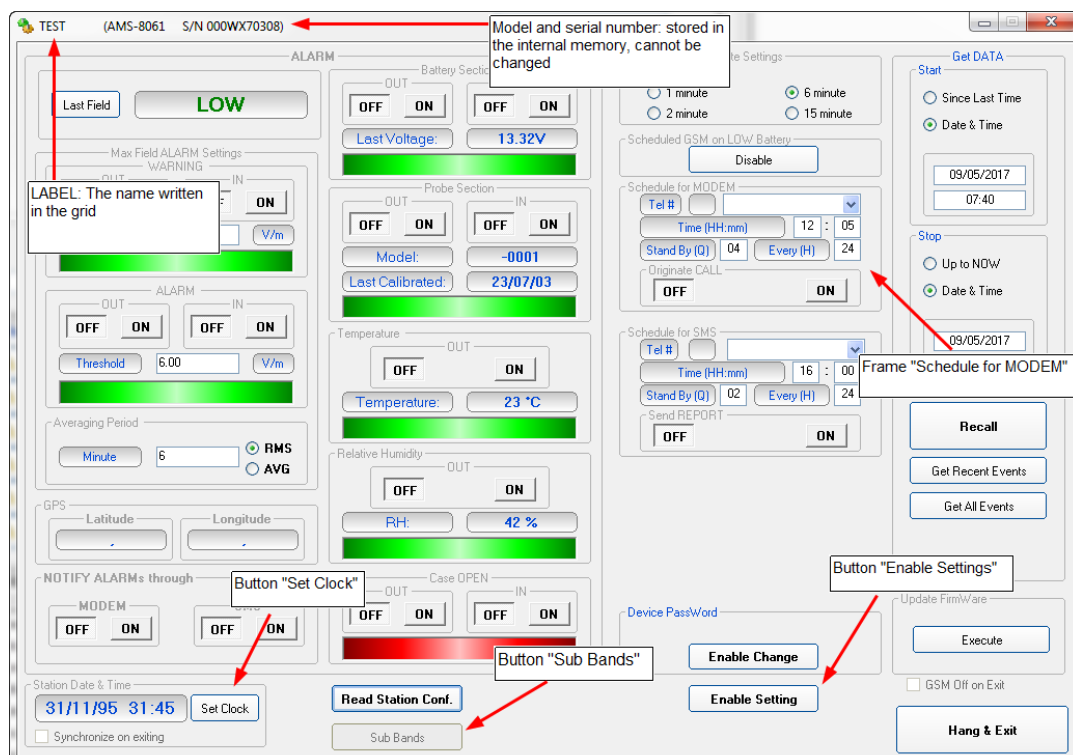 TEST (AMS-8061 S/N 000WX70308)
Model and serial number: stored
in the internal memory, cannot be
changed
ALARM
Last Field
LOW
Max Field ALARM Settings
WARNING
OUT
IN
ON
LABEL: The name written
in the grid
V/m
ALARM
OUT
IN
OFF ON OFF ON
Threshold 6.00 V/m
Averaging Period
Minute 6
RMS
AVG
GPS
Latitude
Longitude
, ,
NOTIFY ALARMs through
MODEM
OFF ON OFF ON
Button "Set Clock"
Station Date & Time
31/11/95 31:45 Set Clock
Synchronize on exiting
Battery Section
OUT
OFF ON OFF ON
Last Voltage: 13.32V
Probe Section
OUT
IN
OFF ON OFF ON
Model: -0001
Last Calibrated: 23/07/03
Temperature
OUT
OFF ON
Temperature: 23 °C
Relative Humidity
OUT
OFF ON
RH: 42 %
Case OPEN
OUT
IN
OFF ON OFF ON
Button "Sub Bands"
Read Station Conf.
Sub Bands
Settings
1 minute
6 minute
2 minute
15 minute
Scheduled GSM on LOW Battery
Disable
Schedule for MODEM
Tel #
Time (HH:mm) 12 : 05
Stand By (Q) 04 Every (H) 24
Originate CALL
OFF ON
Schedule for SMS
Tel #
Time (HH:mm) 16 : 00
Stand By (Q) 02 Every (H) 24
Send REPORT
OFF ON
Frame "Schedule for MODEM"
Button "Enable Settings"
Device PassWord
Enable Change
Enable Setting
Get DATA
Start
Since Last Time
Date & Time
09/05/2017
07:40
Stop
Up to NOW
Date & Time
09/05/2017
Recall
Get Recent Events
Get All Events
Update FirmWare
Execute
GSM Off on Exit
Hang & Exit